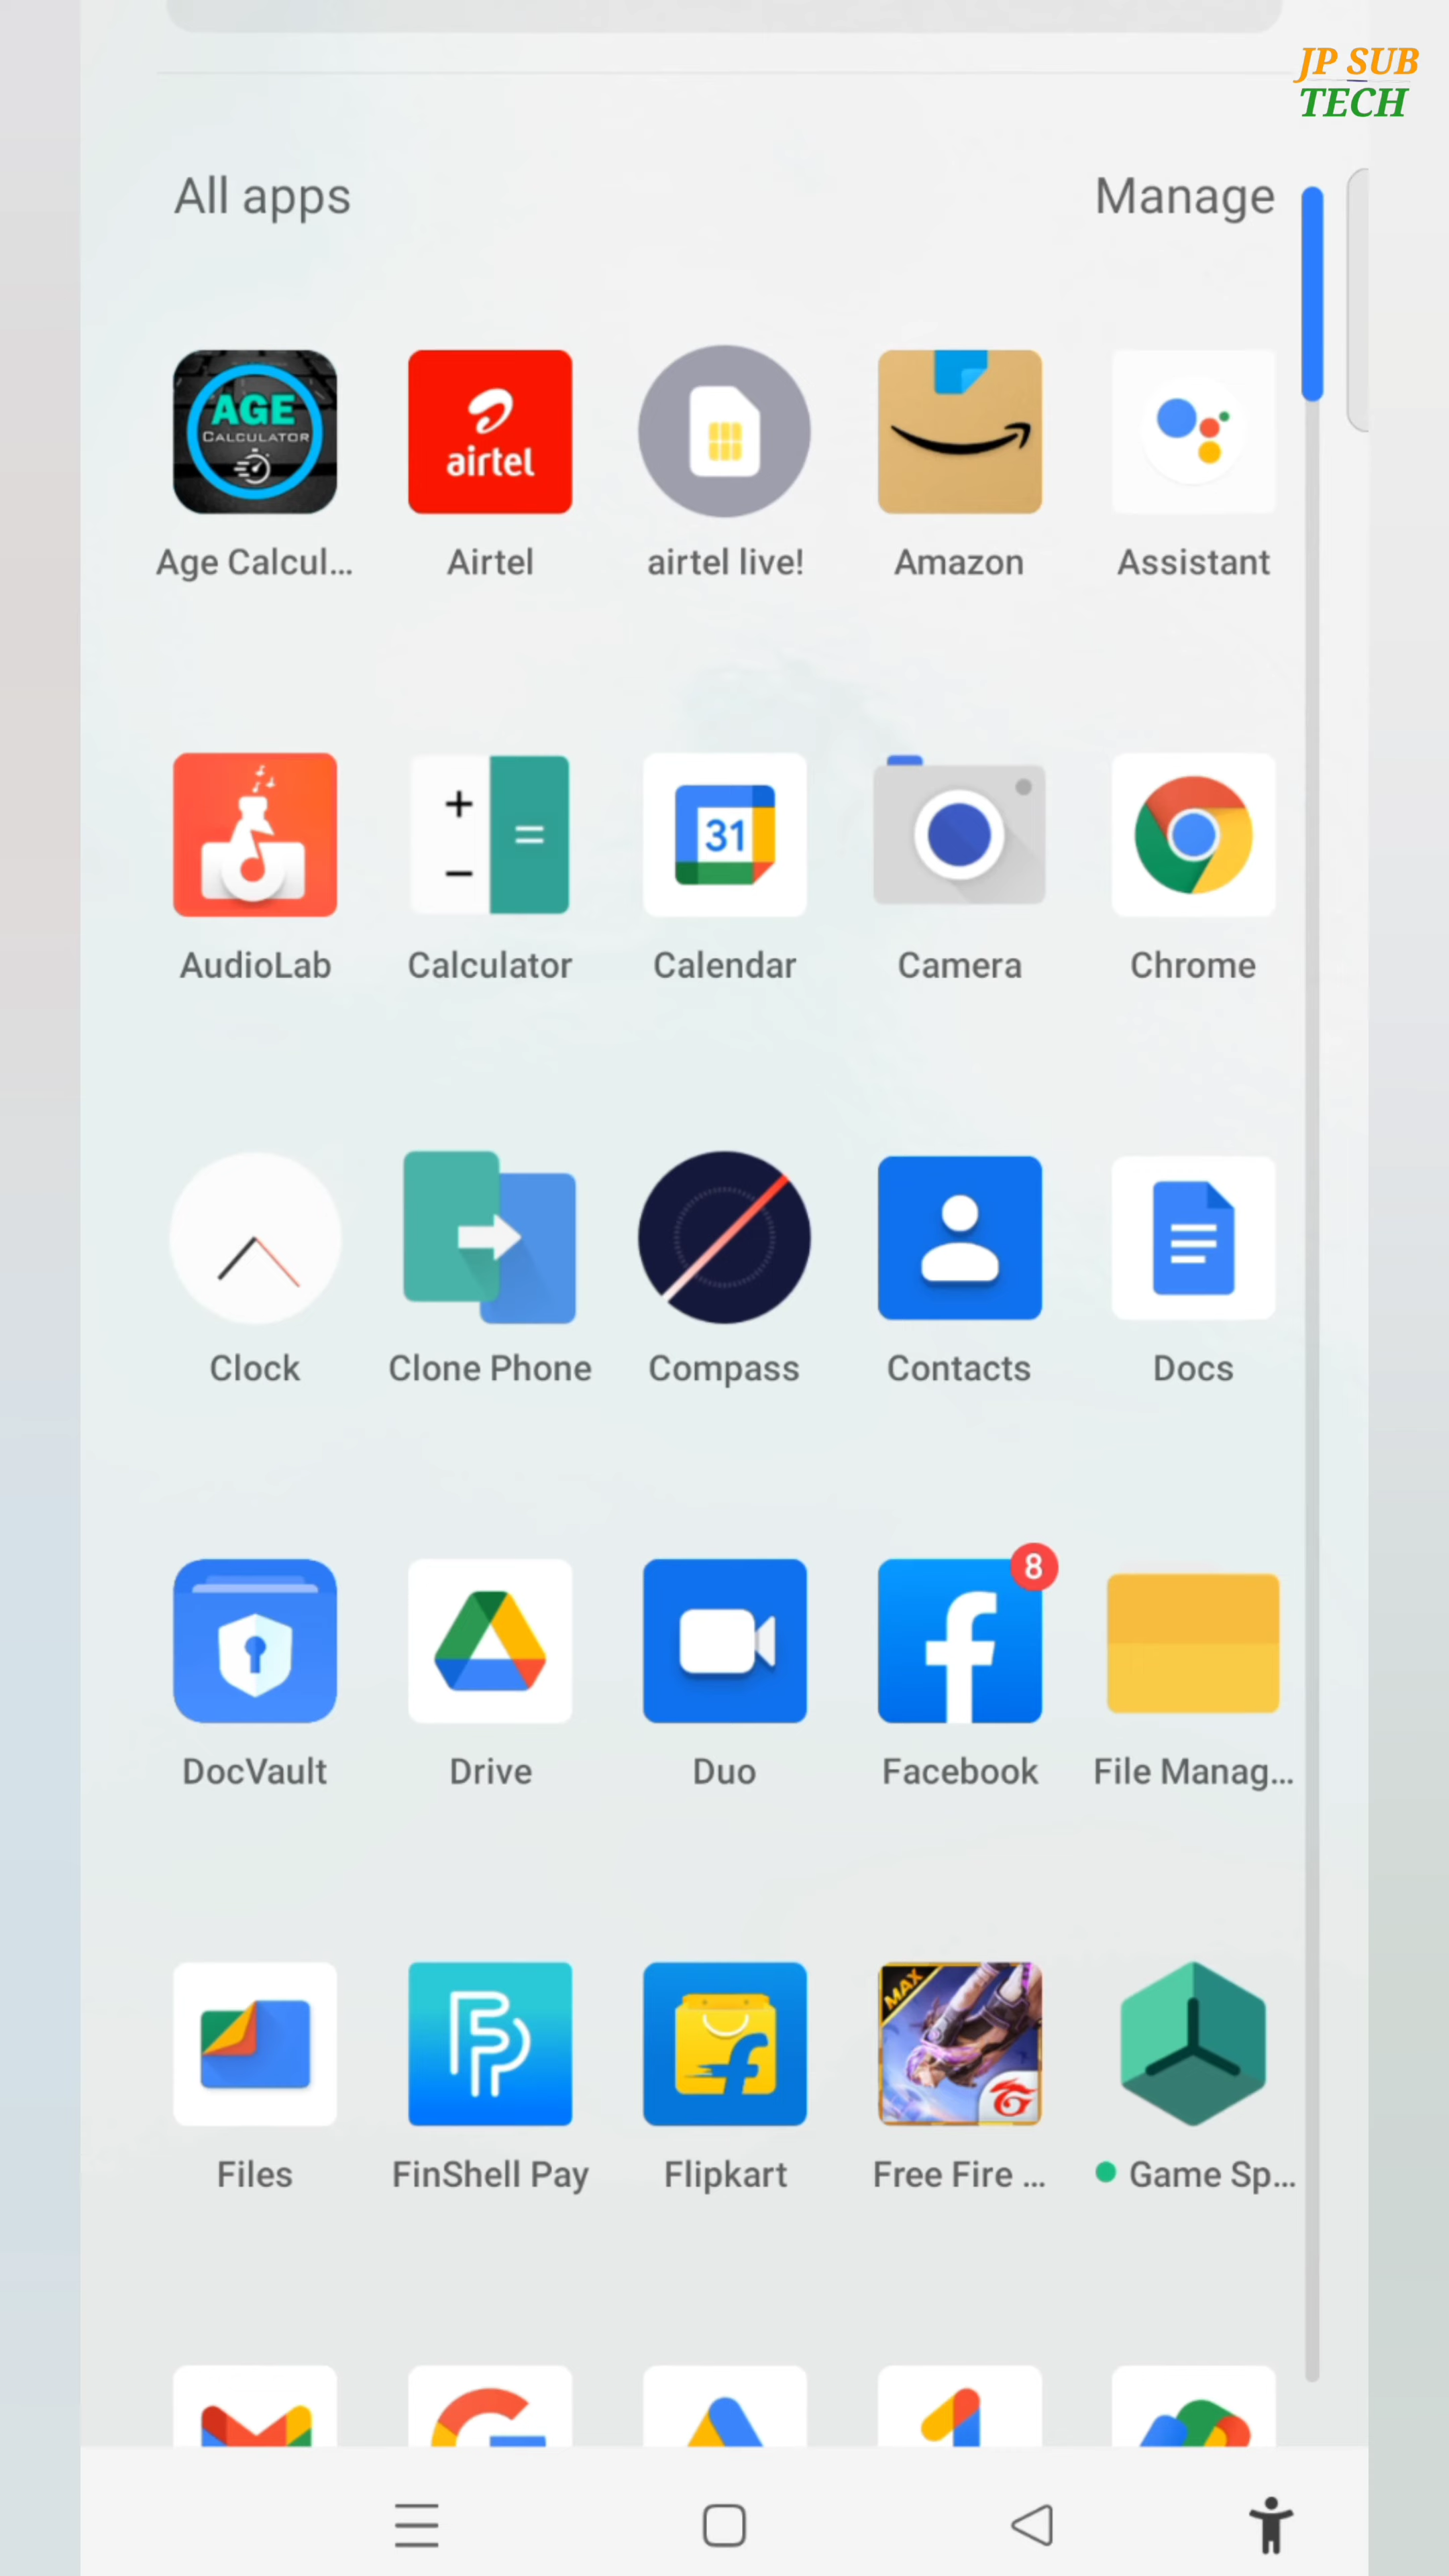 JP SUB
TECH
All apps
Manage
AGE
CALCULATOR
airtel
Age Calcul...
Airtel
airtel live!
Amazon
Assistant
31
AudioLab
Calculator
Calendar
Camera
Chrome
Clock
Clone Phone
Compass
Contacts
Docs
8
DocVault
Drive
Duo
Facebook
File Manag...
MAX
Files
FinShell Pay
Flipkart
Free Fire ...
Game Sp...